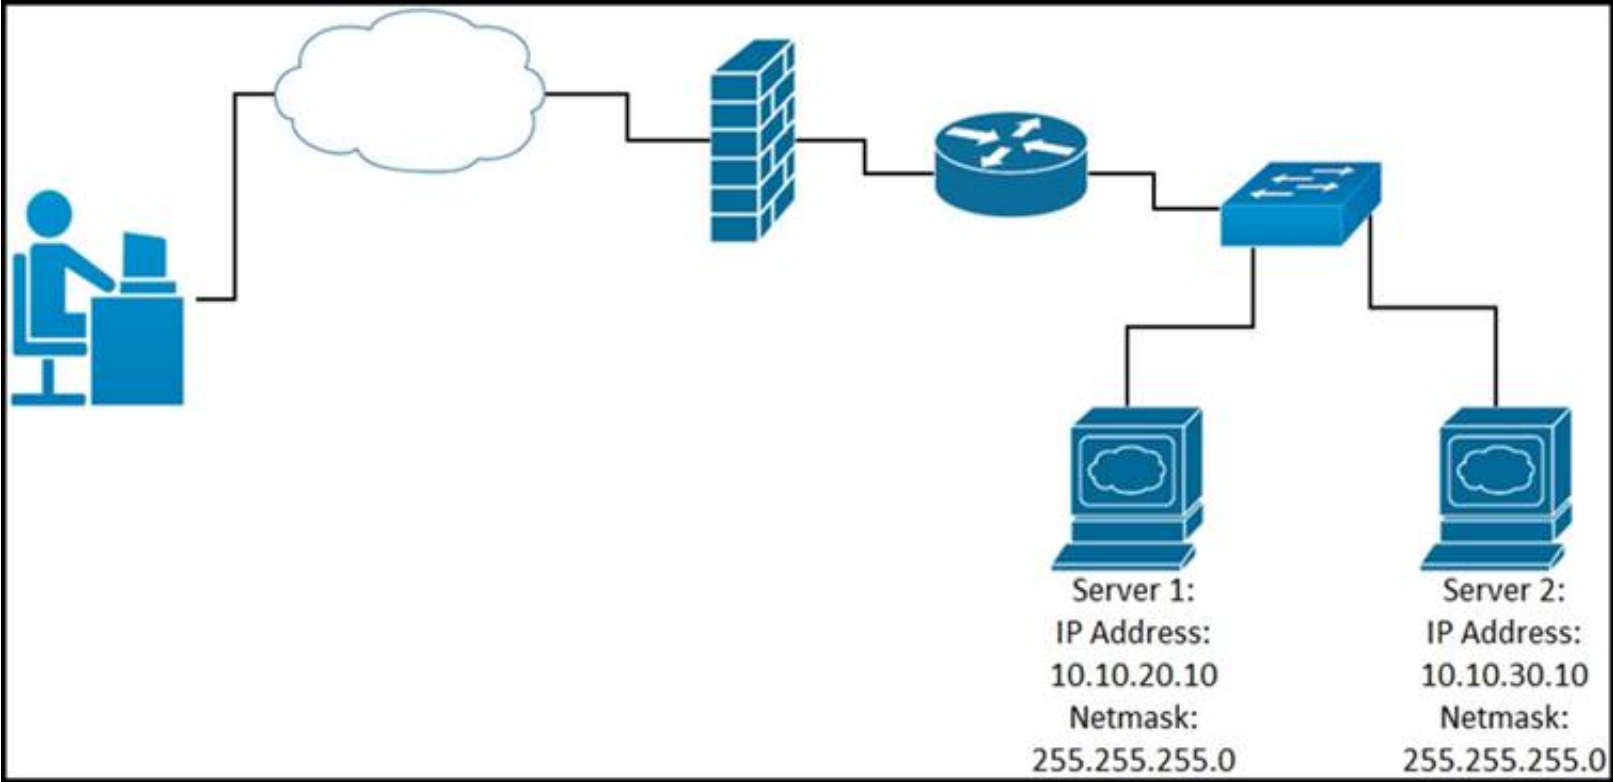 Server 1:
IP Address:
10.10.20.10
Netmask:
255.255.255.0
Server 2:
IP Address:
10.10.30.10
Netmask:
255.255.255.0